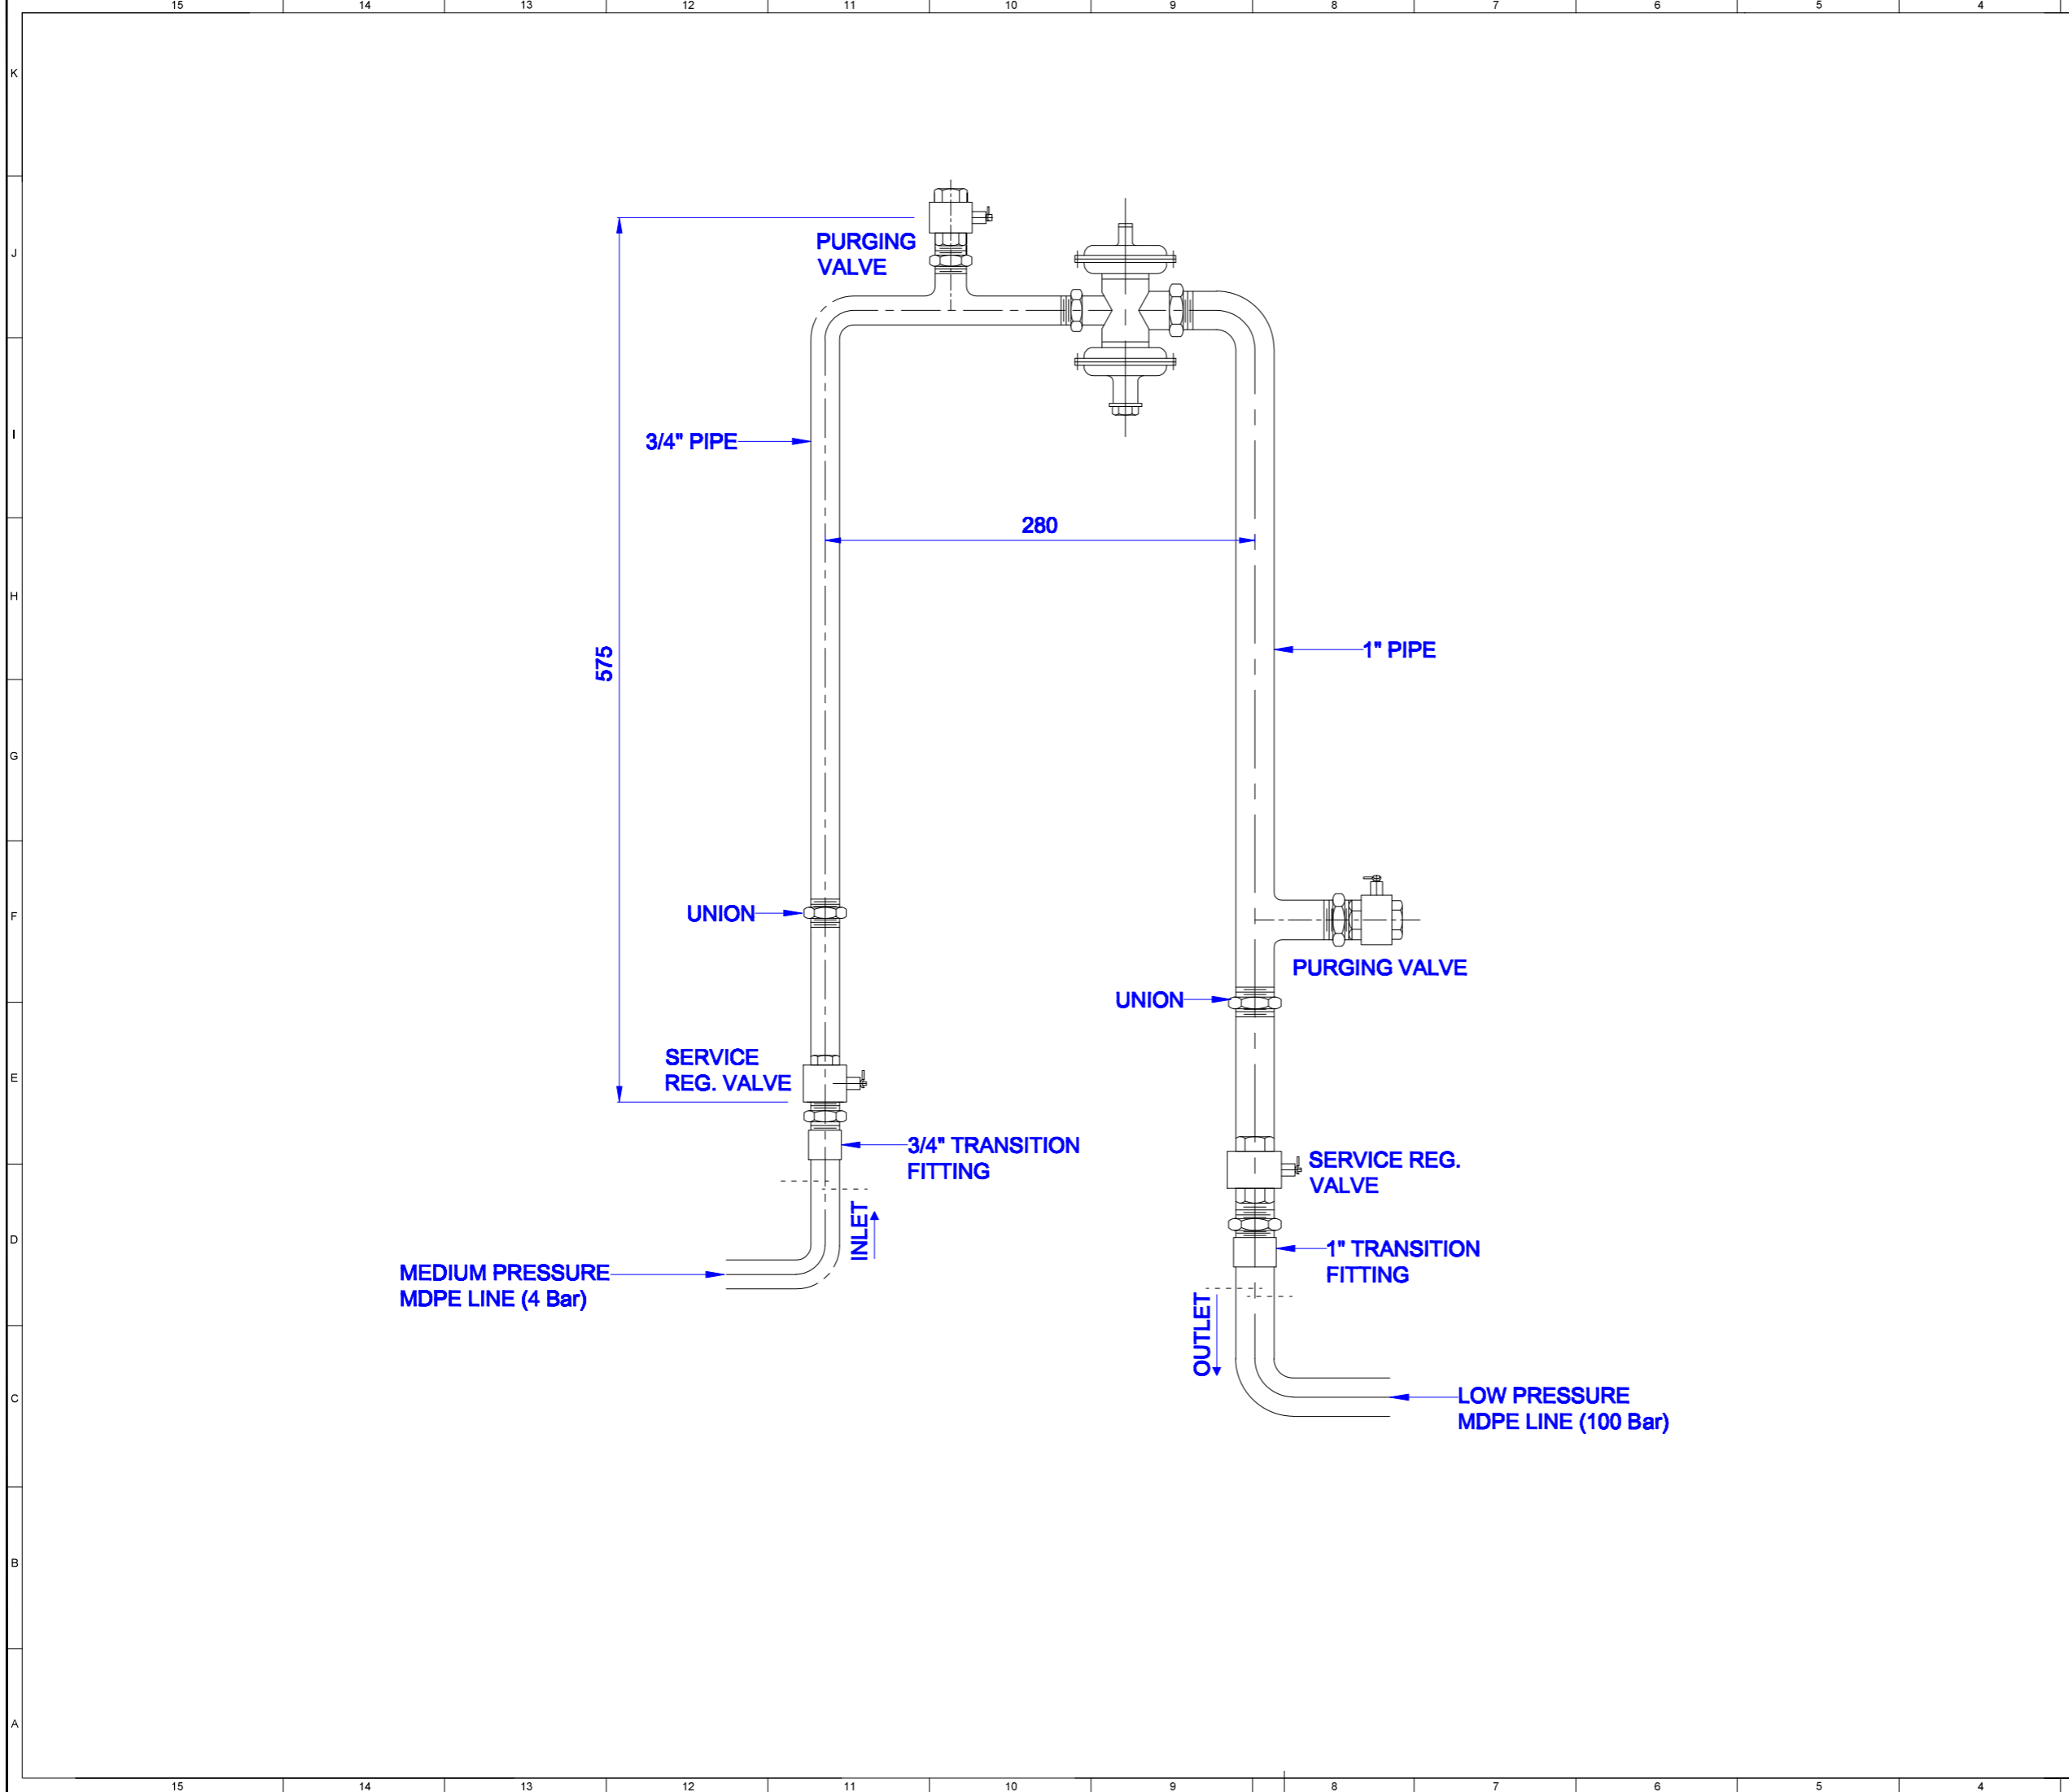 15 14 13 12 11 10 9 8 7 6 5 4
K
J
PURGING
VALVE
I
3/4" PIPE
280
H
575
1" PIPE
G
F
UNION
PURGING VALVE
UNION
E
SERVICE
REG. VALVE
3/4" TRANSITION
FITTING
SERVICE REG.
VALVE
INLET
D
1" TRANSITION
FITTING
MEDIUM PRESSURE
MDPE LINE (4 Bar)
OUTLET
C
LOW PRESSURE
MDPE LINE (100 Bar)
B
A
15 14 13 12 11 10 9 8 7 6 5 4